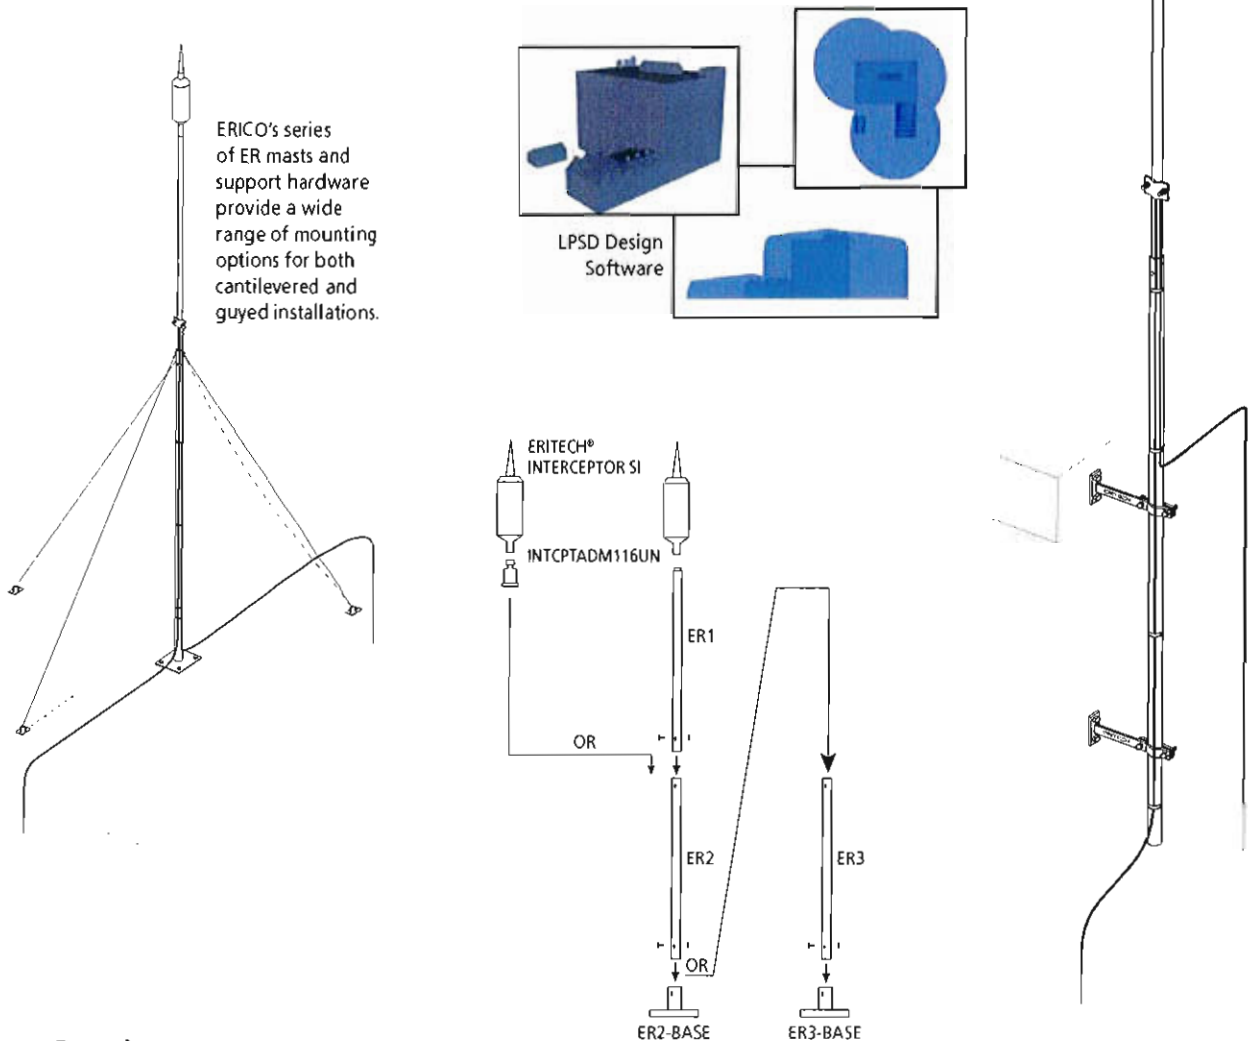 ERICO's series
of ER masts and
support hardware
provide a wide
range of mounting
options for both
cantilevered and
guyed installations.
LPSD Design
Software
ERITECH®
INTERCEPTOR SI
INTCPTADM116UN
ER1
OR
ER2
ER3
OR
ER2-BASE
ER3-BASE